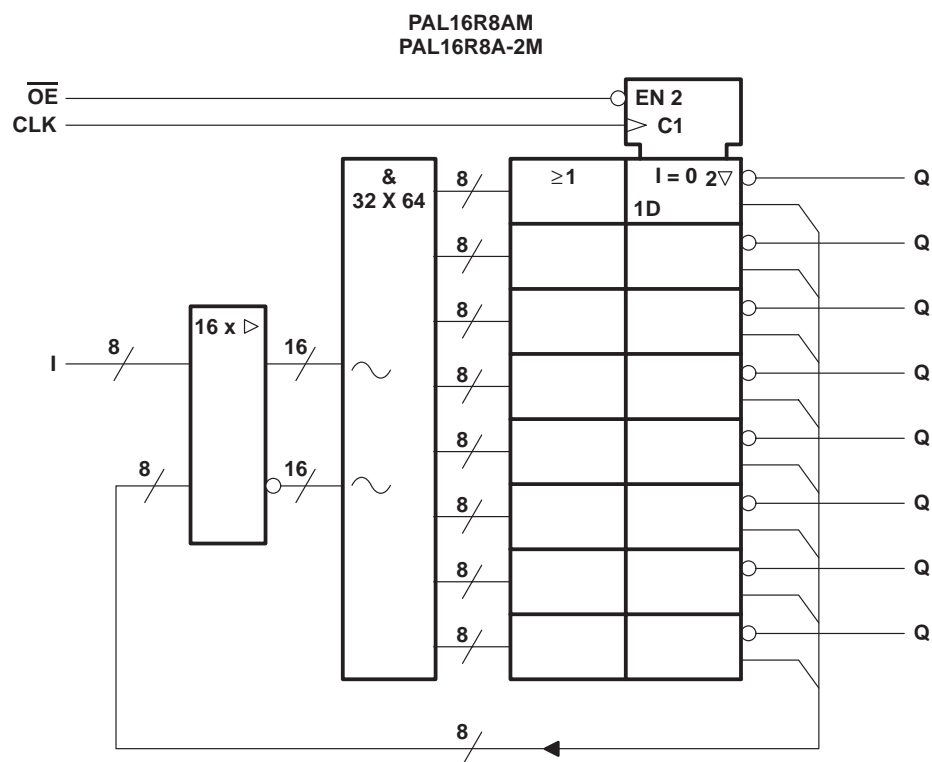 PAL16R8AM
PAL16R8A-2M
OE
EN 2
CLK
C1
&
32 X 64
8
≥1
I = 0 2▽
1D
Q
8
Q
8
Q
16 x ▷
I
8
16
8
Q
8
Q
8
16
8
Q
8
Q
8
Q
8